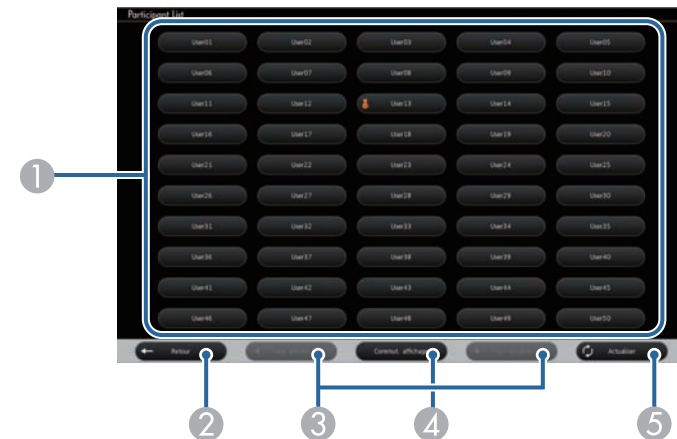 Participant List
User01 User02 User03 User04 User05
User06 User07 User08 User09 User10
User11 User12 User13 User14 User15
User16 User17 User18 User19 User20
User21 User22 User23 User24 User25
User26 User27 User28 User29 User30
User31 User32 User33 User34 User35
User36 User37 User38 User39 User40
User41 User42 User43 User44 User45
User46 User47 User48 User49 User50
Retour Commut. affichage Actualiser
1
2 3 4 5